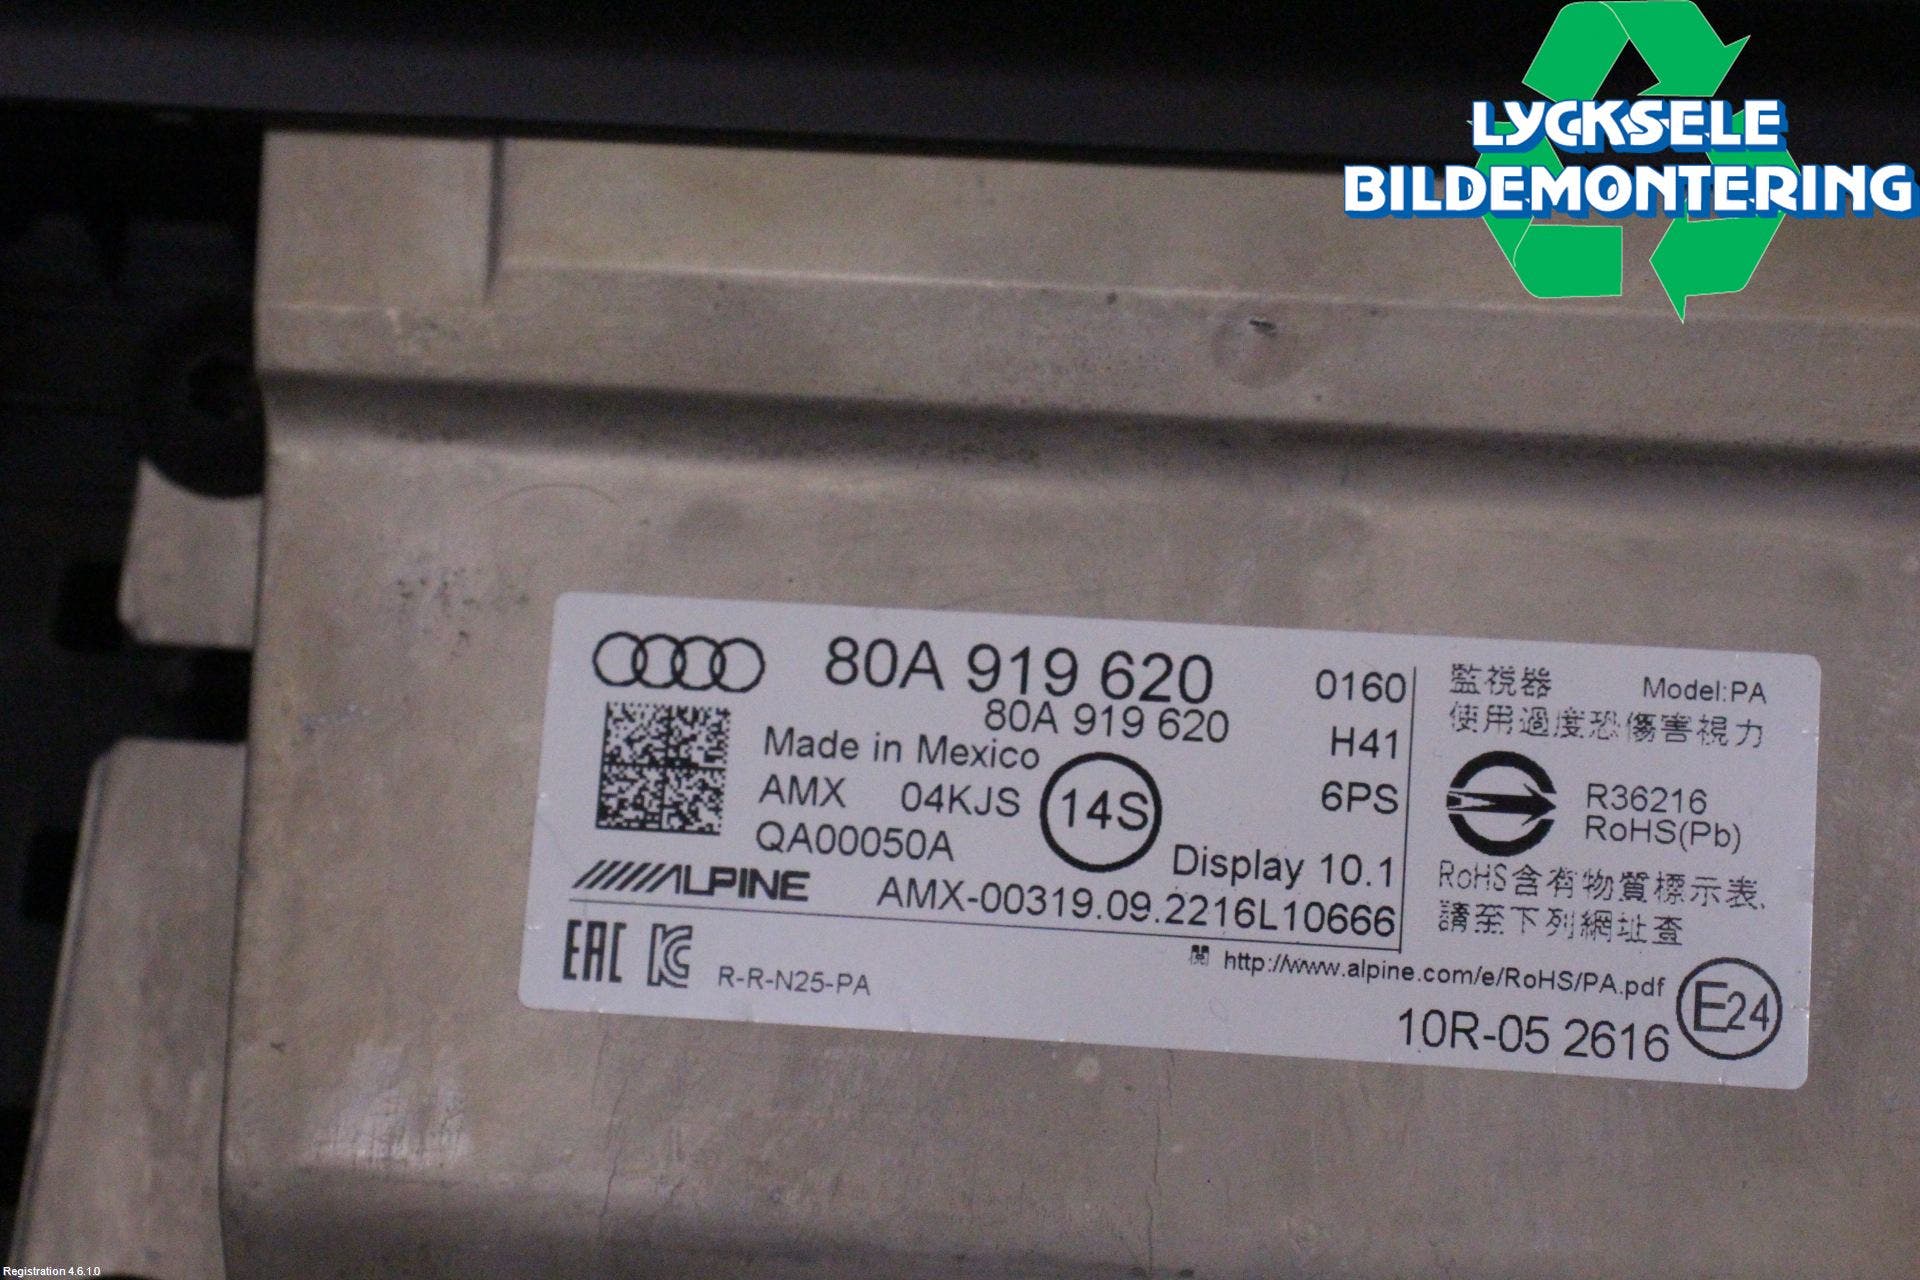 LYCKSELE
BILDEMONTERING
80A 919 620
80A 919 620
0160
H41
6PS
Made in Mexico
AMX 04KJS
14S
QA00050A
Display 10.1
ALPINE
AMX-00319.09.2216L10666
EAC
R-R-N25-PA
監視器 Model:PA
使用過度恐傷害視力
R36216
RoHS(Pb)
RoHS含有物質標示表、
請至下列網址查
閱 http://www.alpine.com/e/RoHS/PA.pdf
10R-05 2616
E24
Registration 4.6.1.0